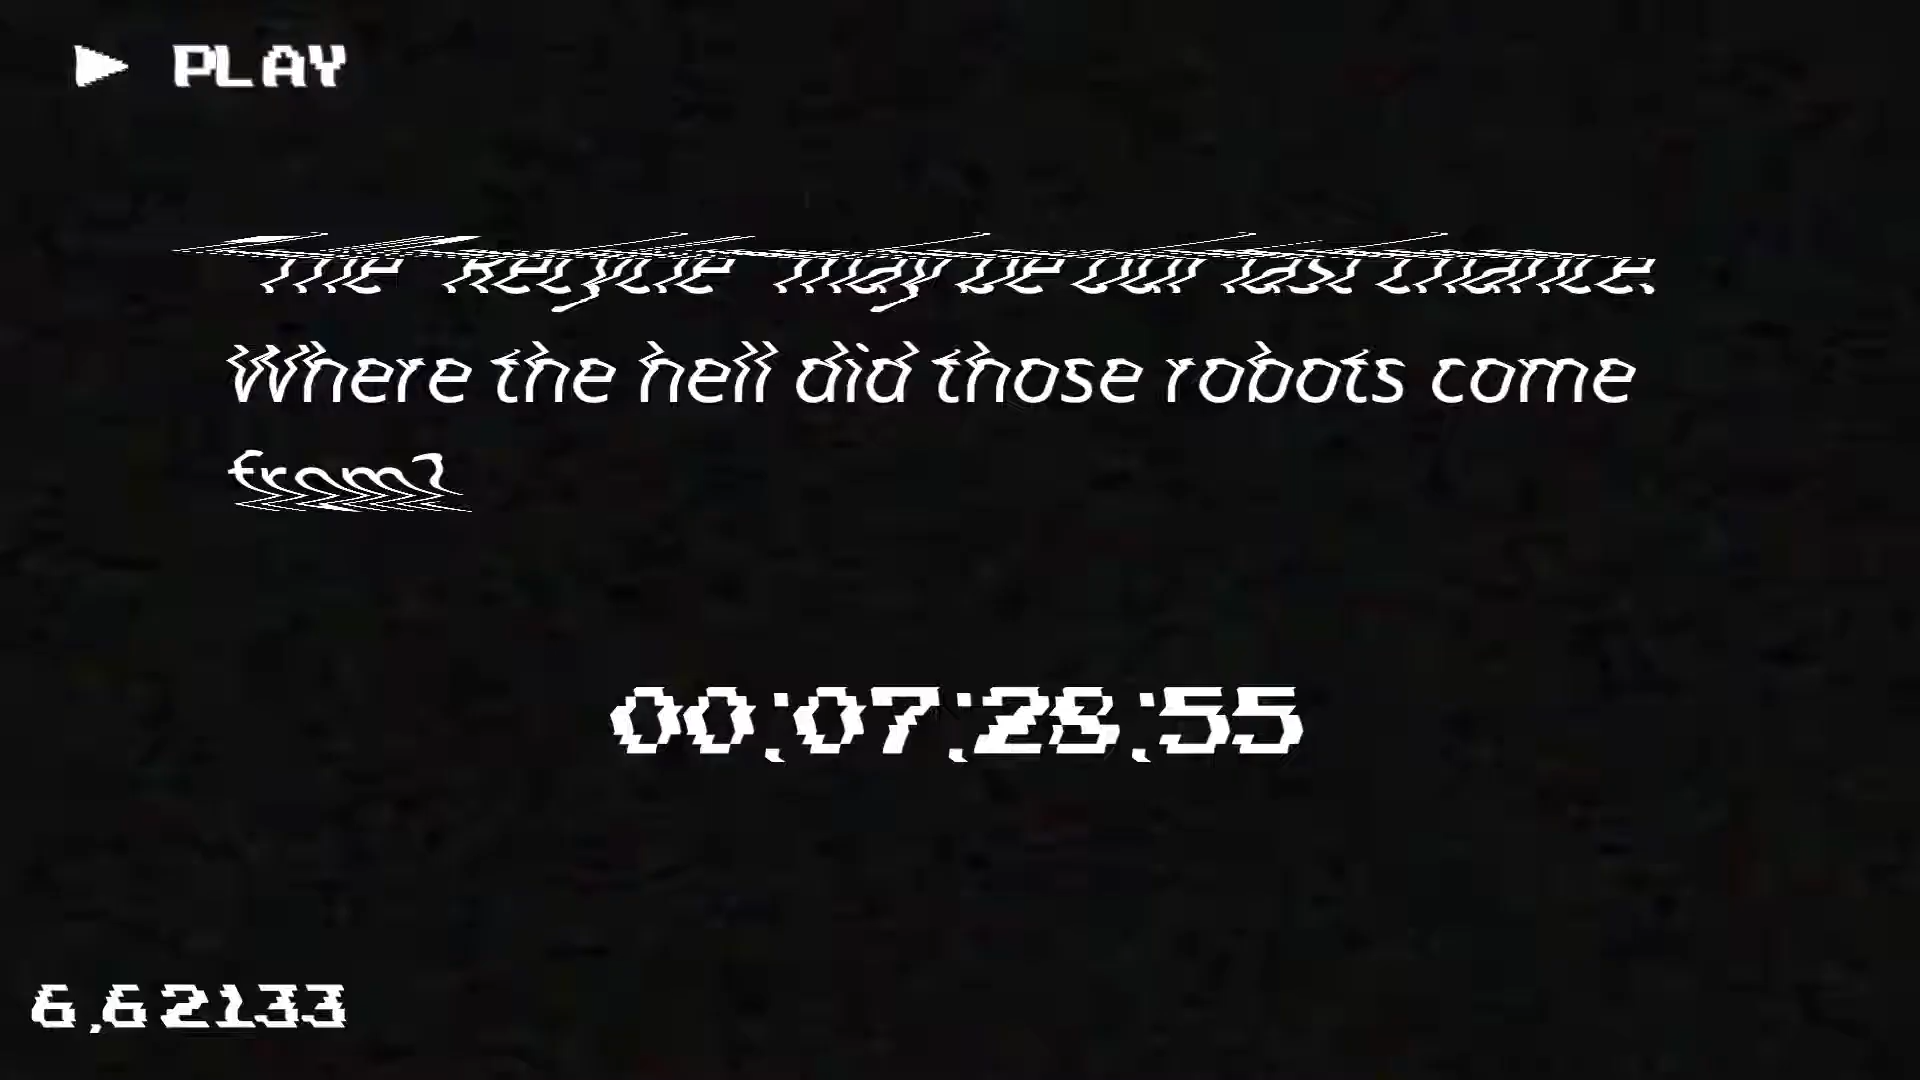 PLAY
The "Recycle" may be our last chance.
Where the hell did those robots come
from?
00:07:28:55
6,62133